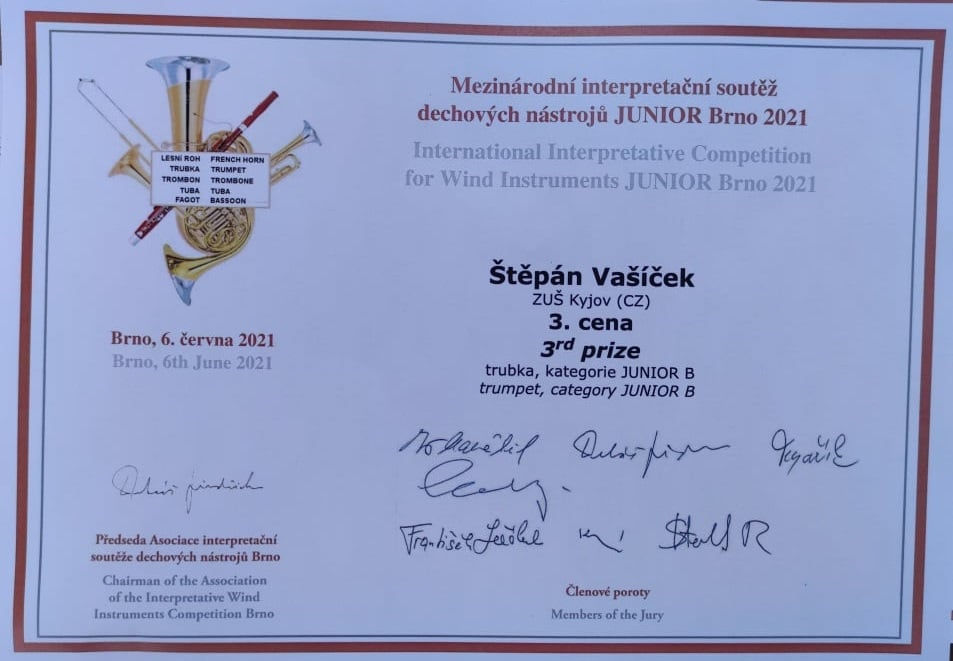 Mezinárodní interpretační soutěž
dechových nástrojů JUNIOR Brno 2021
International Interpretative Competition
for Wind Instruments JUNIOR Brno 2021
LESNÍ ROH FRENCH HORN
TRUBKA TRUMPET
TROMBON TROMBONE
TUBA TUBA
FAGOT BASSOON
Štěpán Vašíček
ZUŠ Kyjov (CZ)
3. cena
3rd prize
trubka, kategorie JUNIOR B
trumpet, category JUNIOR B
Brno, 6. června 2021
Brno, 6th June 2021
František
Předseda Asociace interpretační
soutěže dechových nástrojů Brno
Chairman of the Association
of the Interpretative Wind
Instruments Competition Brno
Členové poroty
Members of the Jury